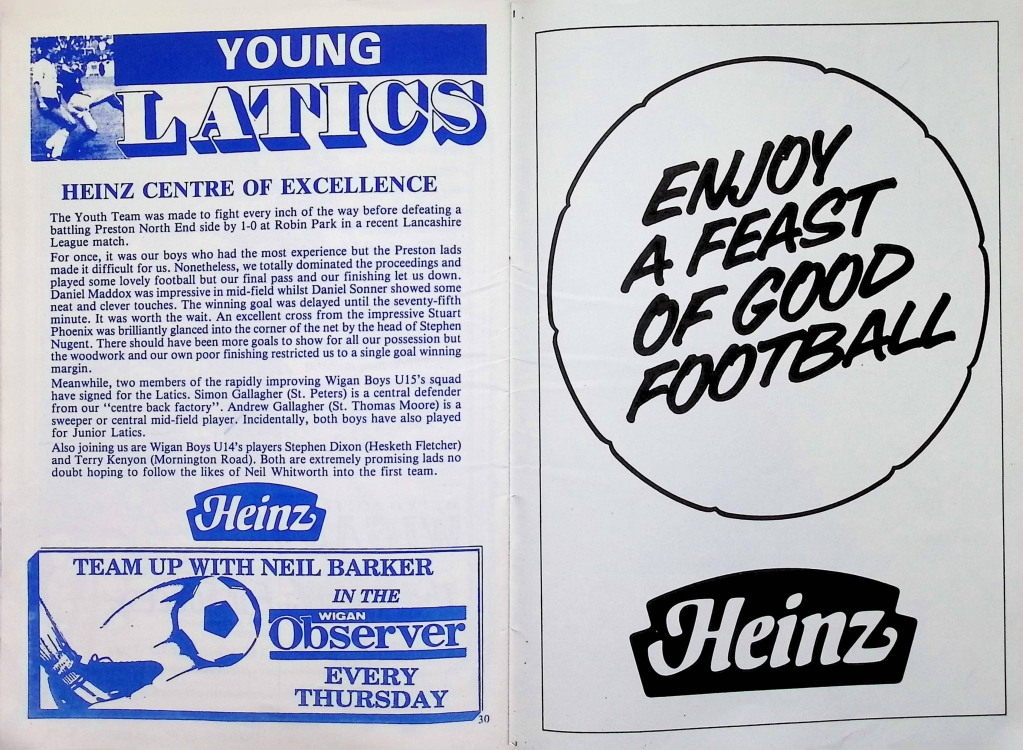 YOUNG
LATICS
HEINZ CENTRE OF EXCELLENCE
The Youth Team was made to fight every inch of the way before defeating a
battling Preston North End side by 1-0 at Robin Park in a recent Lancashire
League match.
For once, it was our boys who had the most experience but the Preston lads
made it difficult for us. Nonetheless, we totally dominated the proceedings and
played some lovely football but our final pass and our finishing let us down.
Daniel Maddox was impressive in mid-field whilst Daniel Sonner showed some
neat and clever touches. The winning goal was delayed until the seventy-fifth
minute. It was worth the wait. An excellent cross from the impressive Stuart
Phoenix was brilliantly glanced into the corner of the net by the head of Stephen
Nugent. There should have been more goals to show for all our possession but
the woodwork and our own poor finishing restricted us to a single goal winning
margin.
Meanwhile, two members of the rapidly improving Wigan Boys U15's squad
have signed for the Latics. Simon Gallagher (St. Peters) is a central defender
from our "centre back factory". Andrew Gallagher (St. Thomas Moore) is a
sweeper or central mid-field player. Incidentally, both boys have also played
for Junior Latics.
Also joining us are Wigan Boys U14's players Stephen Dixon (Hesketh Fletcher)
and Terry Kenyon (Mornington Road). Both are extremely promising lads no
doubt hoping to follow the likes of Neil Whitworth into the first team.
Heinz
TEAM UP WITH NEIL BARKER
IN THE
WIGAN
Observer
EVERY
THURSDAY
30
ENJOY
A FEAST
OF GOOD
FOOTBALL
Heinz